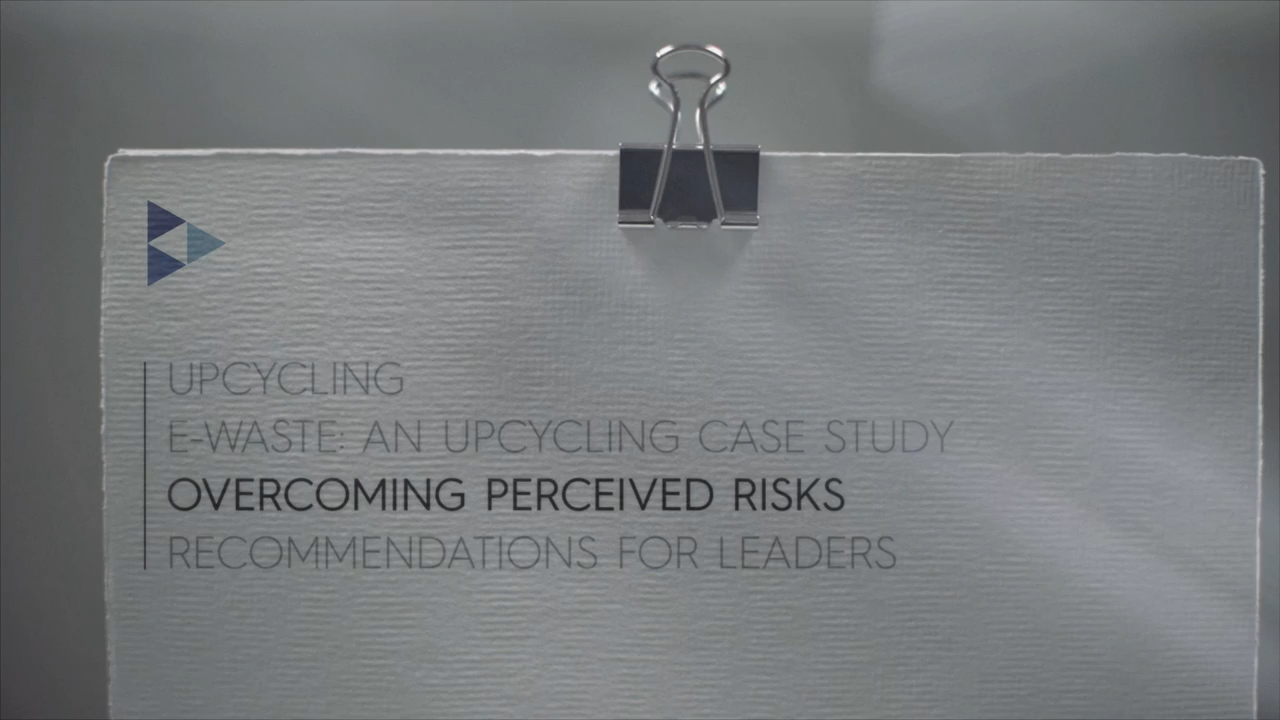 UPCYCLING
E-WASTE: AN UPCYCLING CASE STUDY
OVERCOMING PERCEIVED RISKS
RECOMMENDATIONS FOR LEADERS